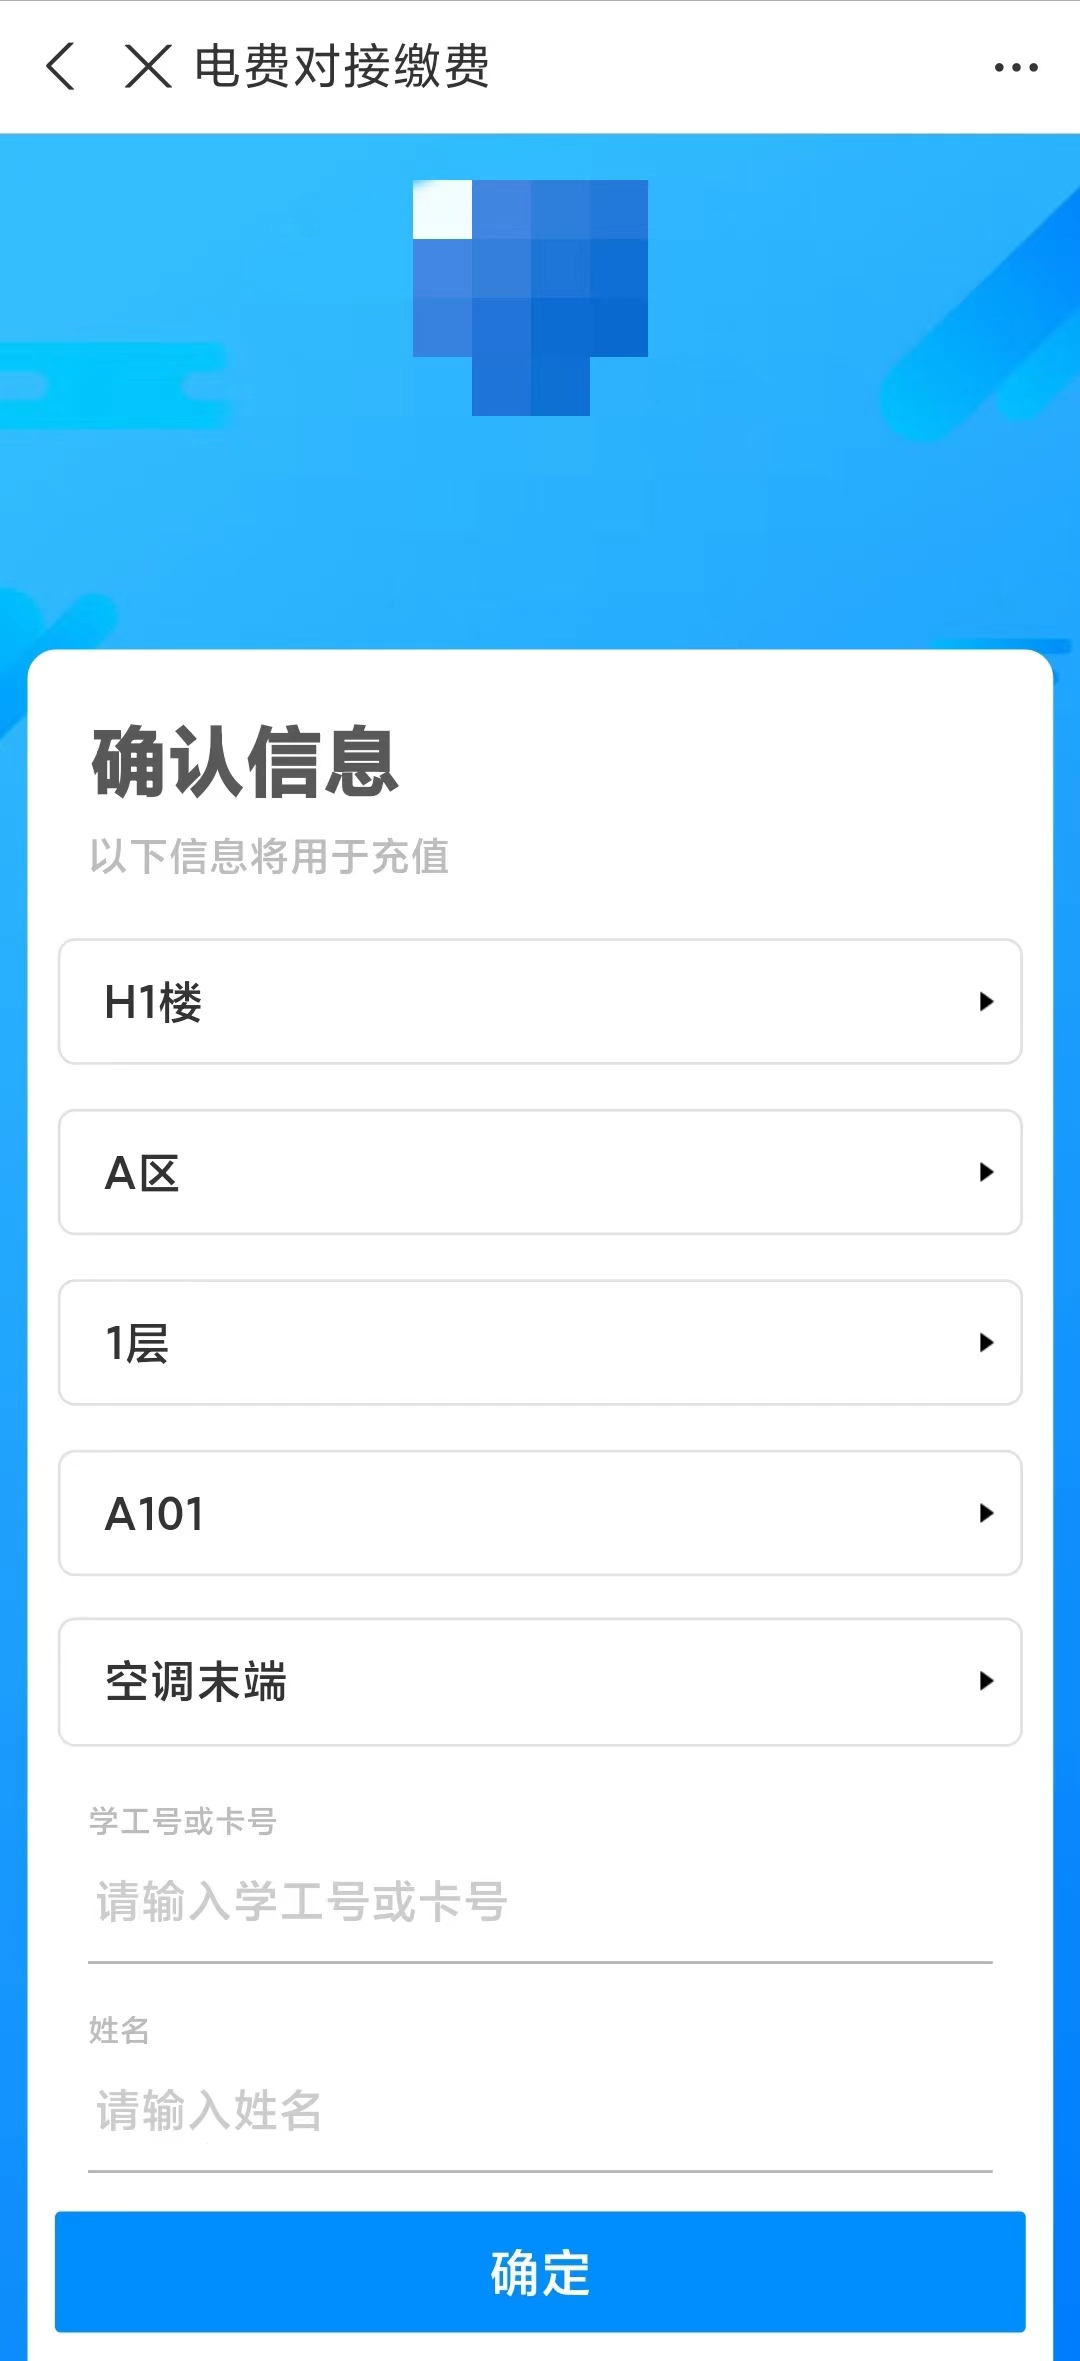 电费对接缴费
确认信息
以下信息将用于充值
H1楼
A区
1层
A101
空调末端
学工号或卡号
请输入学工号或卡号
姓名
请输入姓名
确定